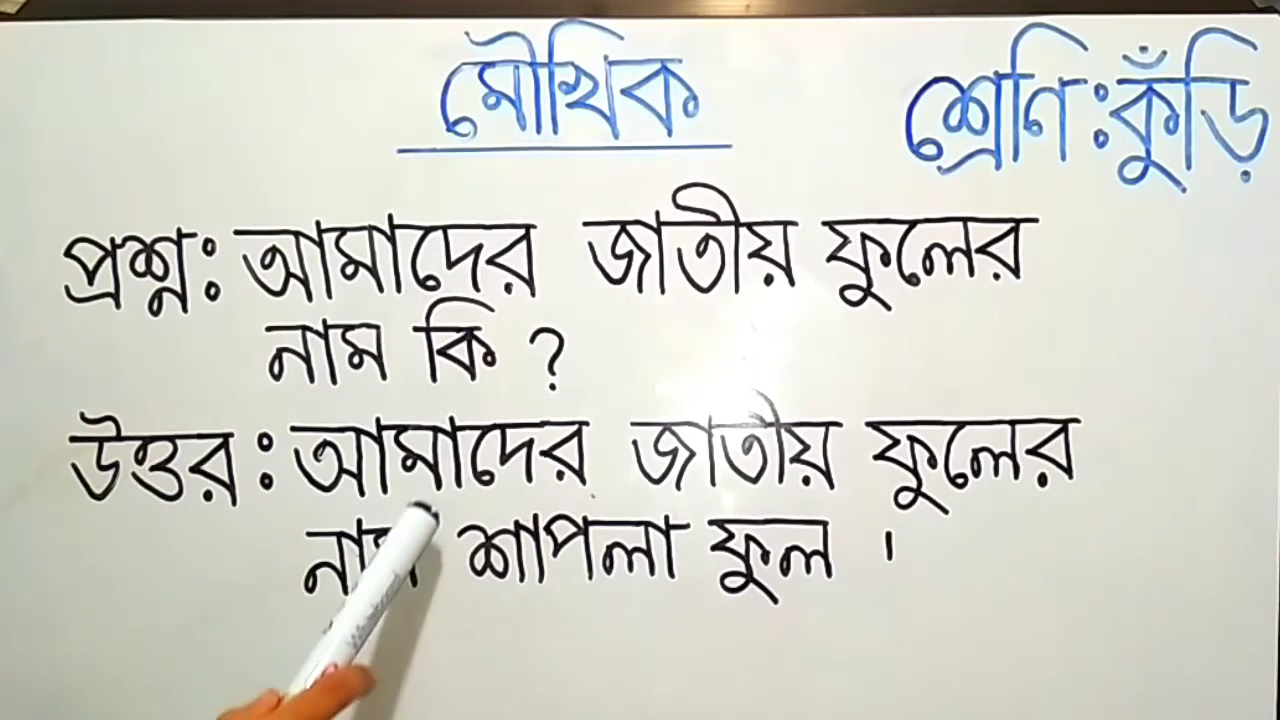 মৌখিক
শ্রেণি:কুঁড়ি
প্রশ্ন: আমাদের জাতীয় ফুলের
নাম কি ?
উত্তর: আমাদের জাতীয় ফুলের
নাম শাপলা ফুল ।